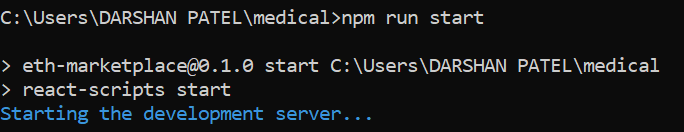 C:\Users\DARSHAN PATEL\medical>npm run start
> eth-marketplace@0.1.0 start C:\Users\DARSHAN PATEL\medical
> react-scripts start
Starting the development server...